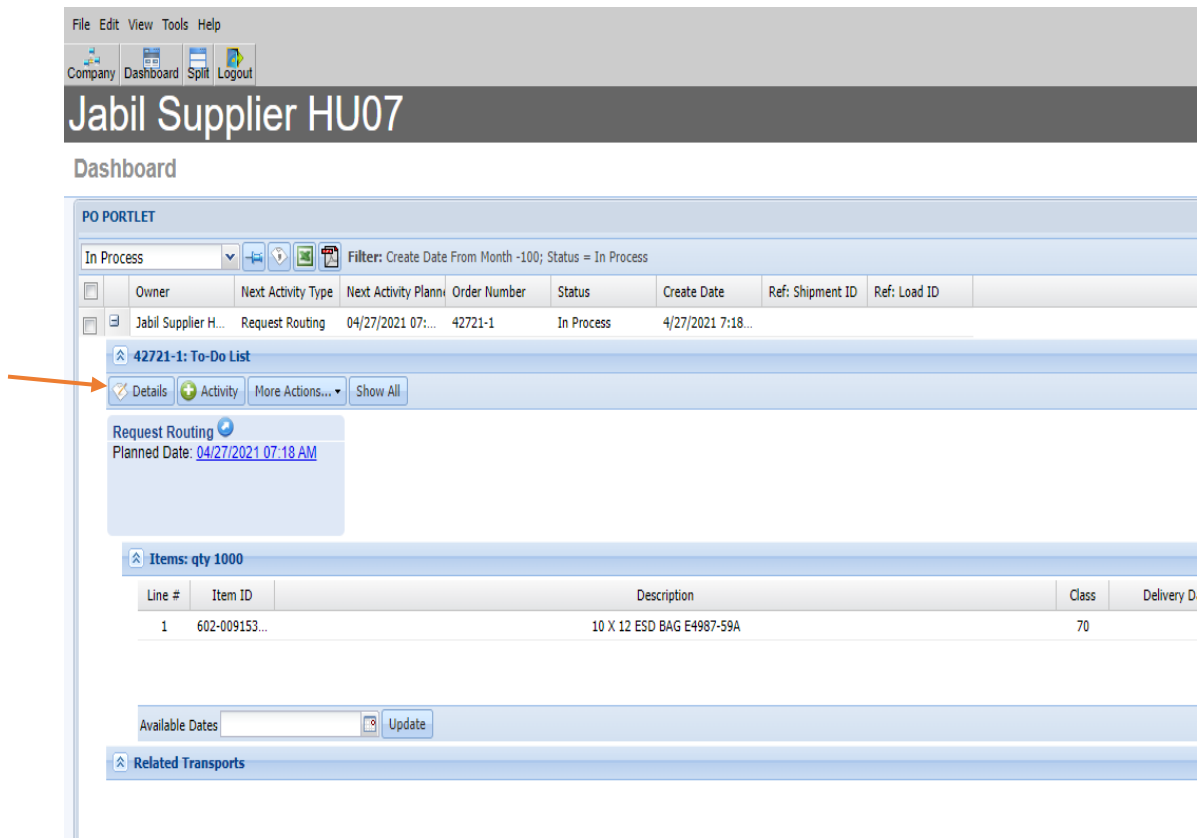 File Edit View Tools Help
Company Dashboard Split Logout
Jabil Supplier HU07
Dashboard
PO PORTLET
In Process Filter: Create Date From Month -100; Status = In Process
Owner Next Activity Type Next Activity Planne Order Number Status Create Date Ref: Shipment ID Ref: Load ID
Jabil Supplier H... Request Routing 04/27/2021 07:... 42721-1 In Process 4/27/2021 7:18...
42721-1: To-Do List
Details Activity More Actions... Show All
Request Routing
Planned Date: 04/27/2021 07:18 AM
Items: qty 1000
Line # Item ID Description Class Delivery Da
1 602-009153... 10 X 12 ESD BAG E4987-59A 70
Available Dates Update
Related Transports